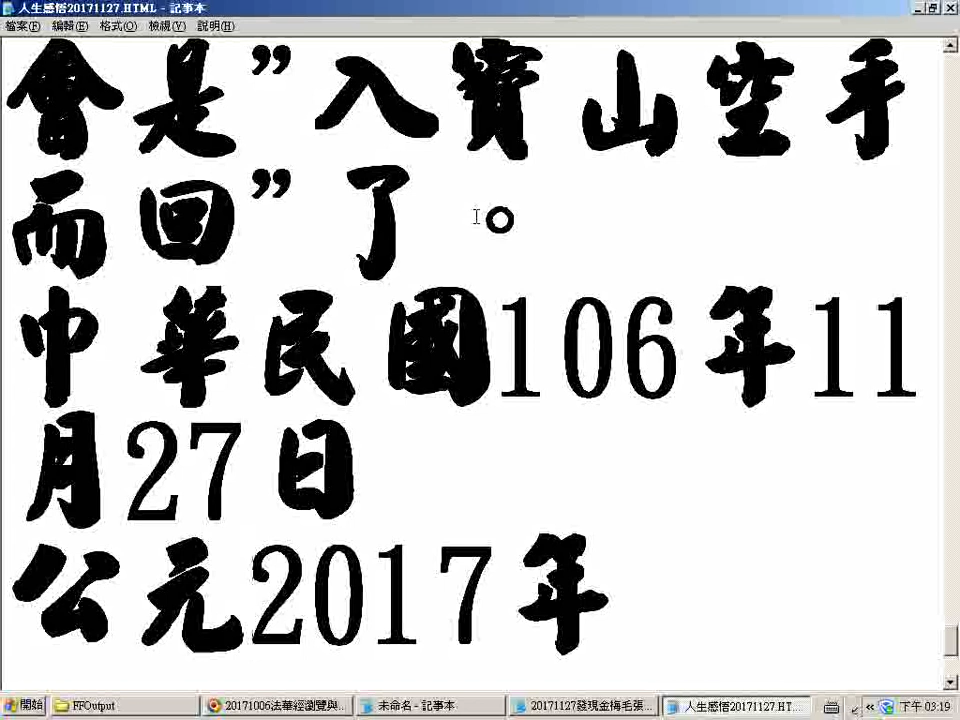 人生感悟20171127.HTML - 記事本
檔案(F) 編輯(E) 格式(O) 檢視(V) 說明(H)
會是”入寶山空手
而回”了。
中華民國106年11
月27日
公元2017年
開始 FFOutput 20171006法華經瀏覽與... 未命名 - 記事本 20171127發現金梅毛張... 人生感悟20171127.HT... « 下午 03:19